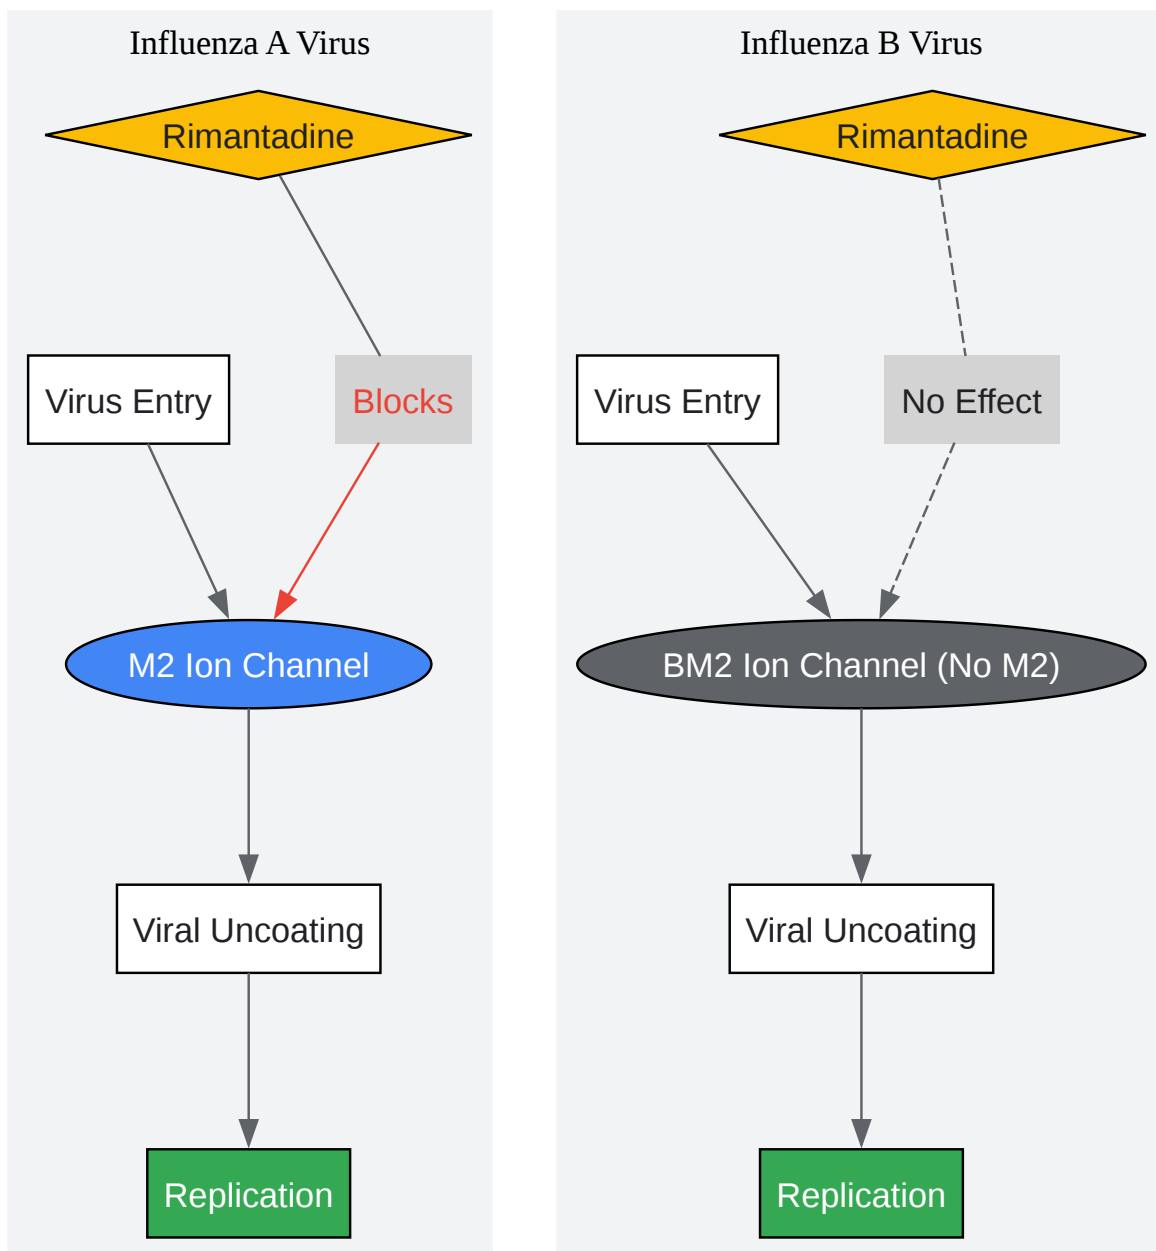 Influenza A Virus
Rimantadine
Virus Entry
Blocks
M2 Ion Channel
Viral Uncoating
Replication
Influenza B Virus
Rimantadine
Virus Entry
No Effect
BM2 Ion Channel (No M2)
Viral Uncoating
Replication